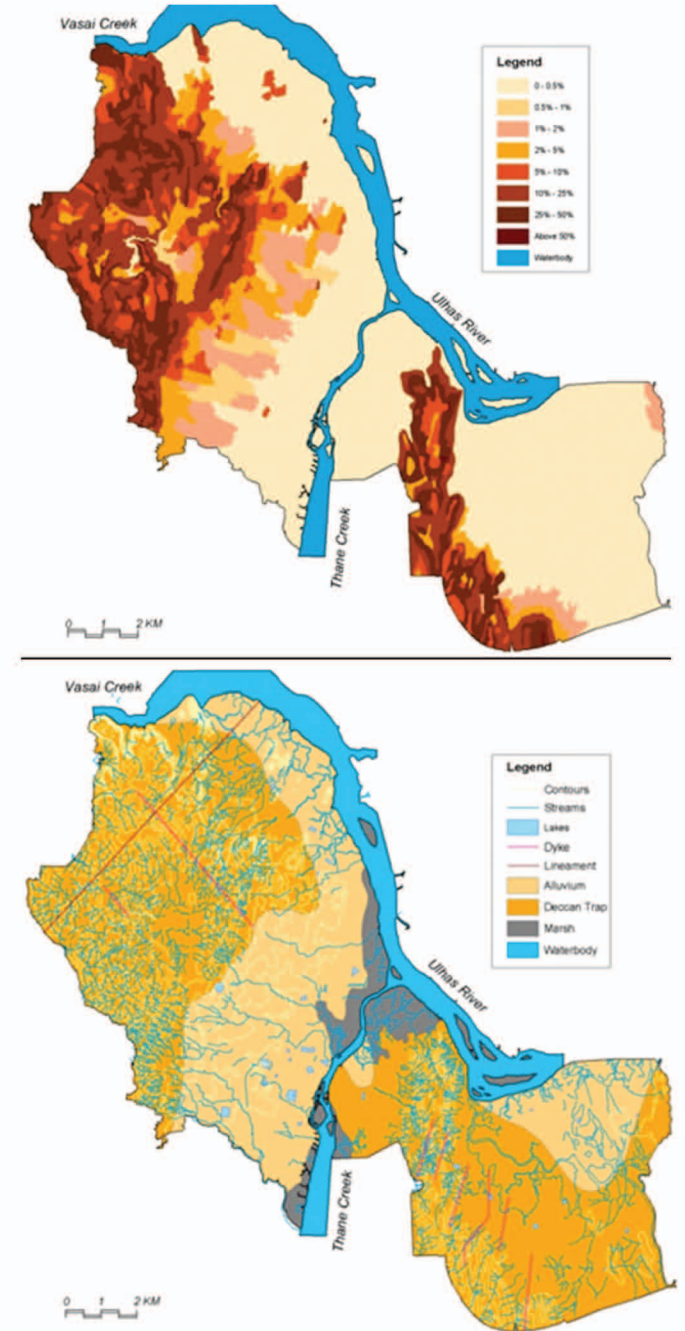 Vasai Creek
Legend
0 - 0.5%
0.5% - 1%
1% - 2%
2% - 5%
5% - 10%
10% - 25%
25% - 50%
Above 50%
Waterbody
Ulhas River
Thane Creek
0 1 2 KM
Vasai Creek
Legend
Contours
Streams
Lakes
Dyke
Lineament
Alluvium
Deccan Trap
Marsh
Waterbody
Ulhas River
Thane Creek
0 1 2 KM